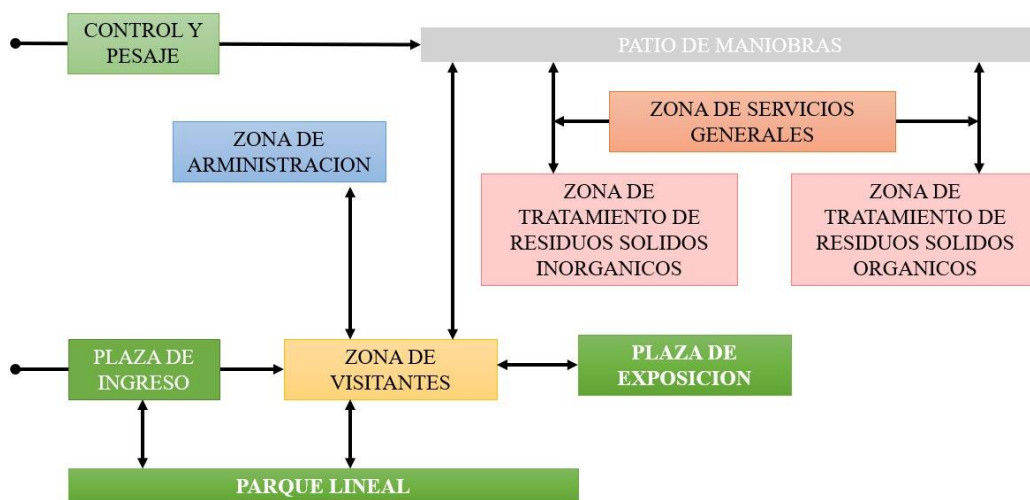 CONTROL Y
PESAJE
PATIO DE MANIOBRAS
ZONA DE SERVICIOS
GENERALES
ZONA DE
ARMINISTRACION
ZONA DE
TRATAMIENTO DE
RESIDUOS SOLIDOS
INORGANICOS
ZONA DE
TRATAMIENTO DE
RESIDUOS SOLIDOS
ORGANICOS
PLAZA DE
INGRESO
ZONA DE
VISITANTES
PLAZA DE
EXPOSICION
PARQUE LINEAL